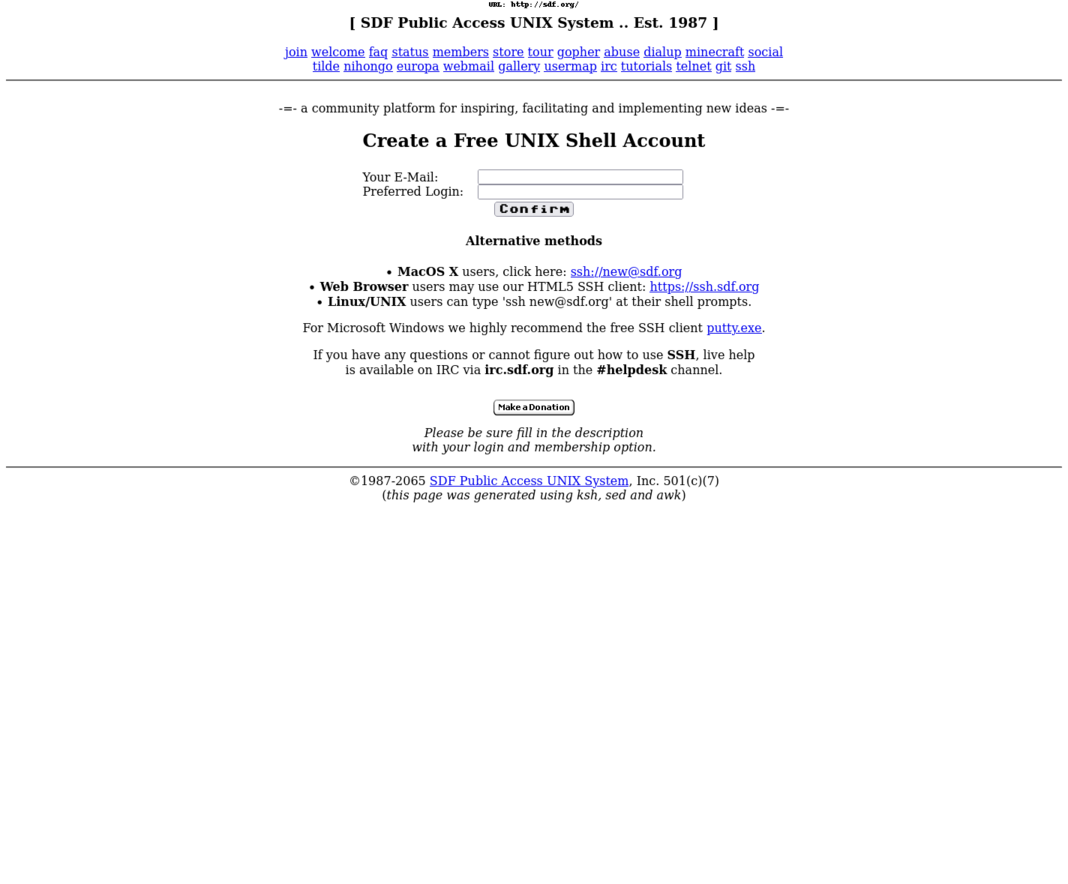 URL: http://sdf.org/
[ SDF Public Access UNIX System .. Est. 1987 ]
join welcome faq status members store tour gopher abuse dialup minecraft social
tilde nihongo europa webmail gallery usermap irc tutorials telnet git ssh
-=- a community platform for inspiring, facilitating and implementing new ideas -=-
Create a Free UNIX Shell Account
Your E-Mail:
Preferred Login:
Confirm
Alternative methods
• MacOS X users, click here: ssh://new@sdf.org
• Web Browser users may use our HTML5 SSH client: https://ssh.sdf.org
• Linux/UNIX users can type 'ssh new@sdf.org' at their shell prompts.
For Microsoft Windows we highly recommend the free SSH client putty.exe.
If you have any questions or cannot figure out how to use SSH, live help
is available on IRC via irc.sdf.org in the #helpdesk channel.
Make a Donation
Please be sure fill in the description
with your login and membership option.
©1987-2065 SDF Public Access UNIX System, Inc. 501(c)(7)
(this page was generated using ksh, sed and awk)